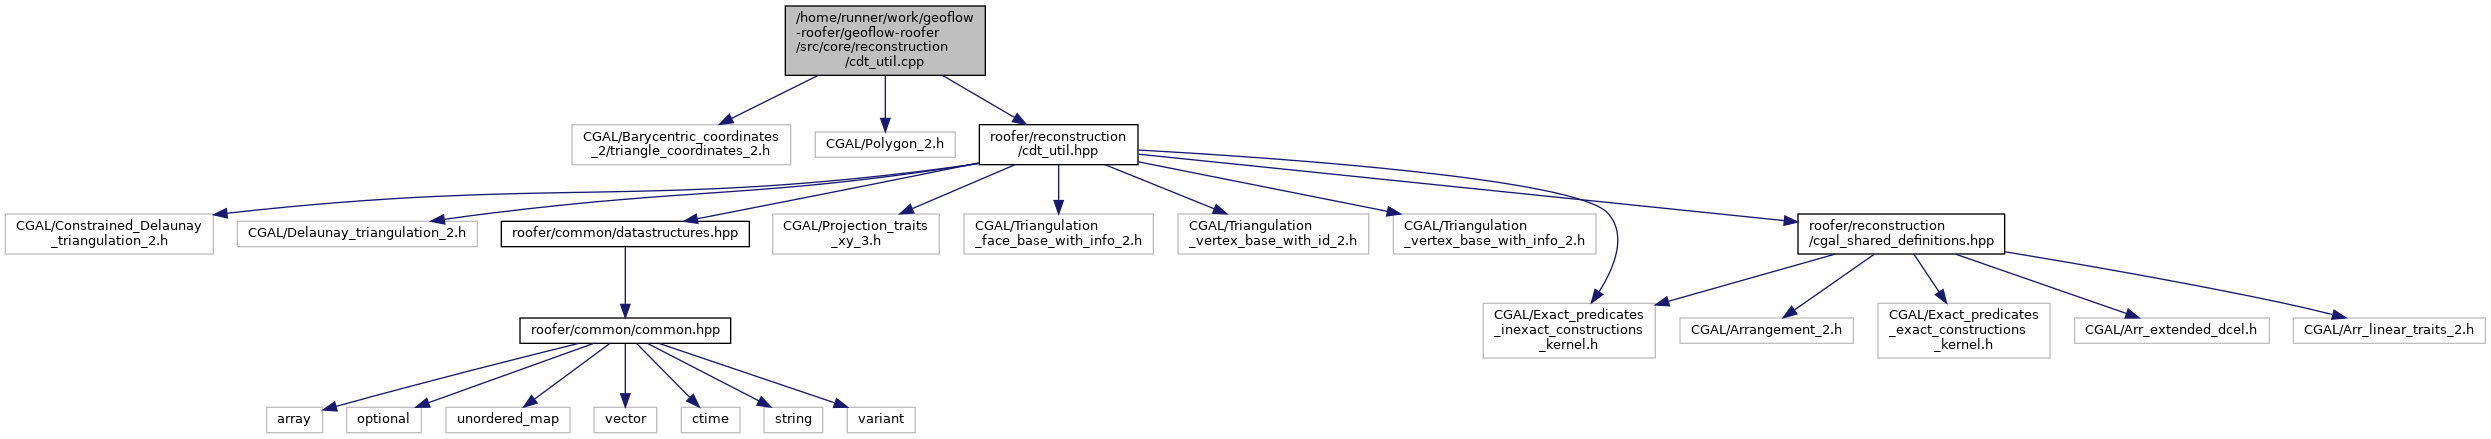 /home/runner/work/geoflow
-roofer/geoflow-roofer
/src/core/reconstruction
/cdt_util.cpp
CGAL/Barycentric_coordinates
_2/triangle_coordinates_2.h
CGAL/Polygon_2.h
roofer/reconstruction
/cdt_util.hpp
CGAL/Constrained_Delaunay
_triangulation_2.h
CGAL/Delaunay_triangulation_2.h
roofer/common/datastructures.hpp
CGAL/Projection_traits
_xy_3.h
CGAL/Triangulation
_face_base_with_info_2.h
CGAL/Triangulation
_vertex_base_with_id_2.h
CGAL/Triangulation
_vertex_base_with_info_2.h
roofer/reconstruction
/cgal_shared_definitions.hpp
roofer/common/common.hpp
CGAL/Exact_predicates
_inexact_constructions
_kernel.h
CGAL/Arrangement_2.h
CGAL/Exact_predicates
_exact_constructions
_kernel.h
CGAL/Arr_extended_dcel.h
CGAL/Arr_linear_traits_2.h
array
optional
unordered_map
vector
ctime
string
variant